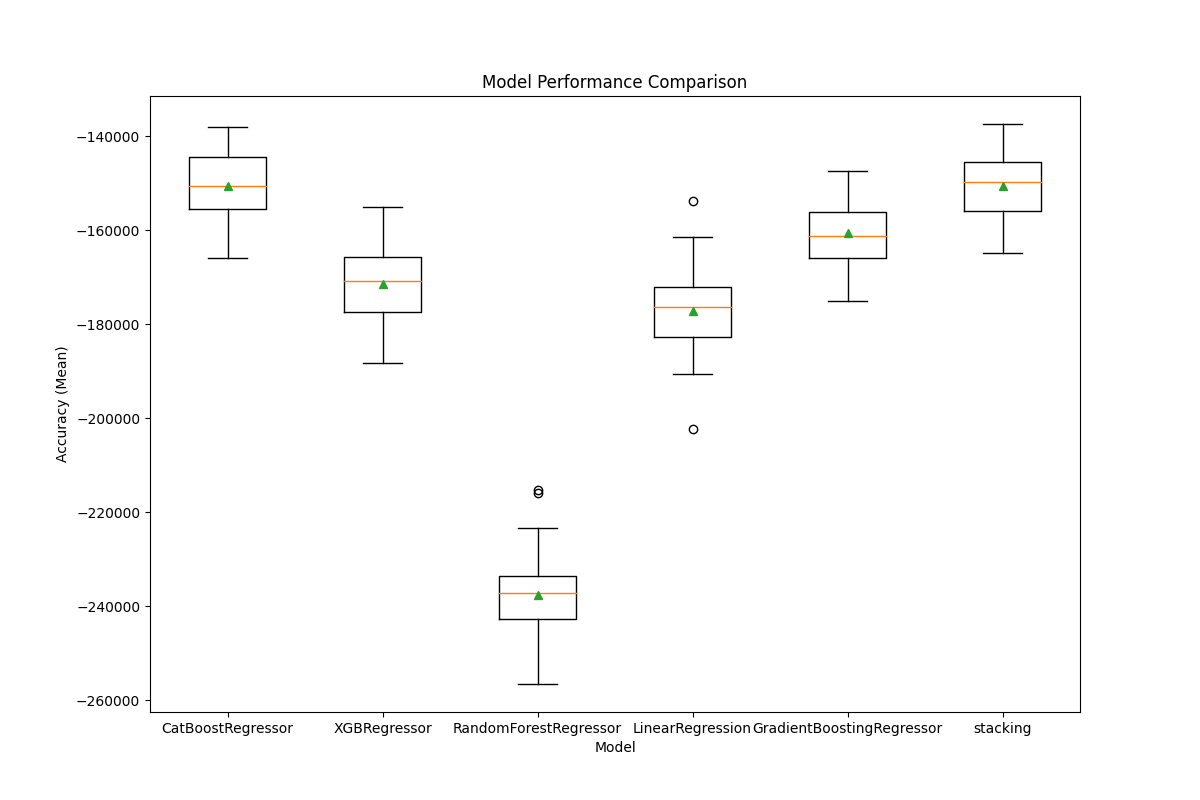 Model Performance Comparison
Accuracy (Mean)
−140000
−160000
−180000
−200000
−220000
−240000
−260000
CatBoostRegressor XGBRegressor RandomForestRegressor LinearRegression GradientBoostingRegressor stacking
Model